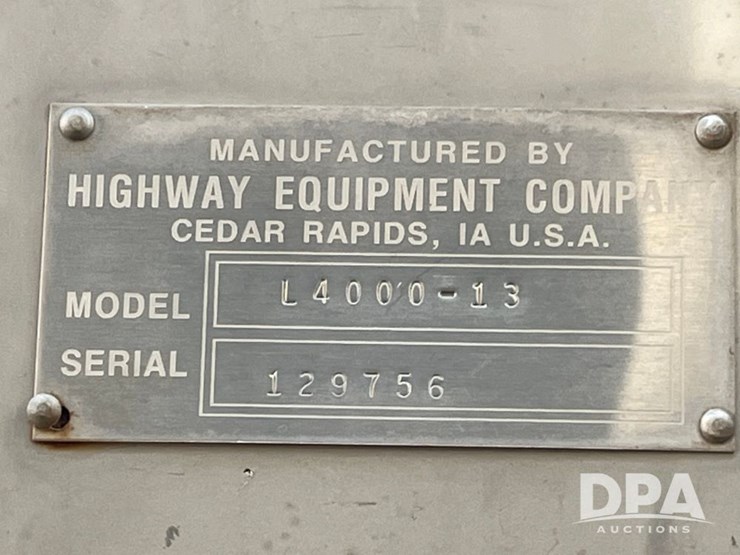 MANUFACTURED BY
HIGHWAY EQUIPMENT COMPANY
CEDAR RAPIDS, IA U.S.A.
MODEL L4000-13
SERIAL 129756
DPA
AUCTIONS